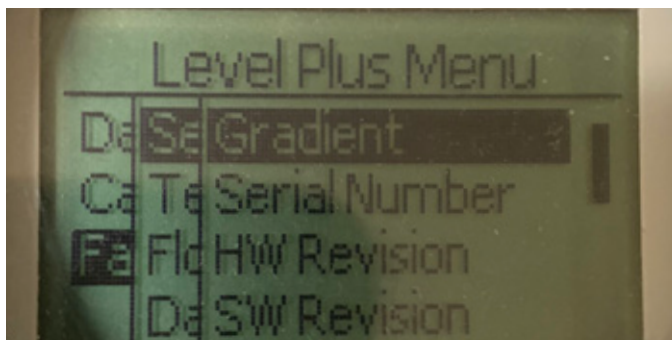 Level Plus Menu
Da Se Gradient
Ca Te Serial Number
Fa Flo HW Revision
Da SW Revision